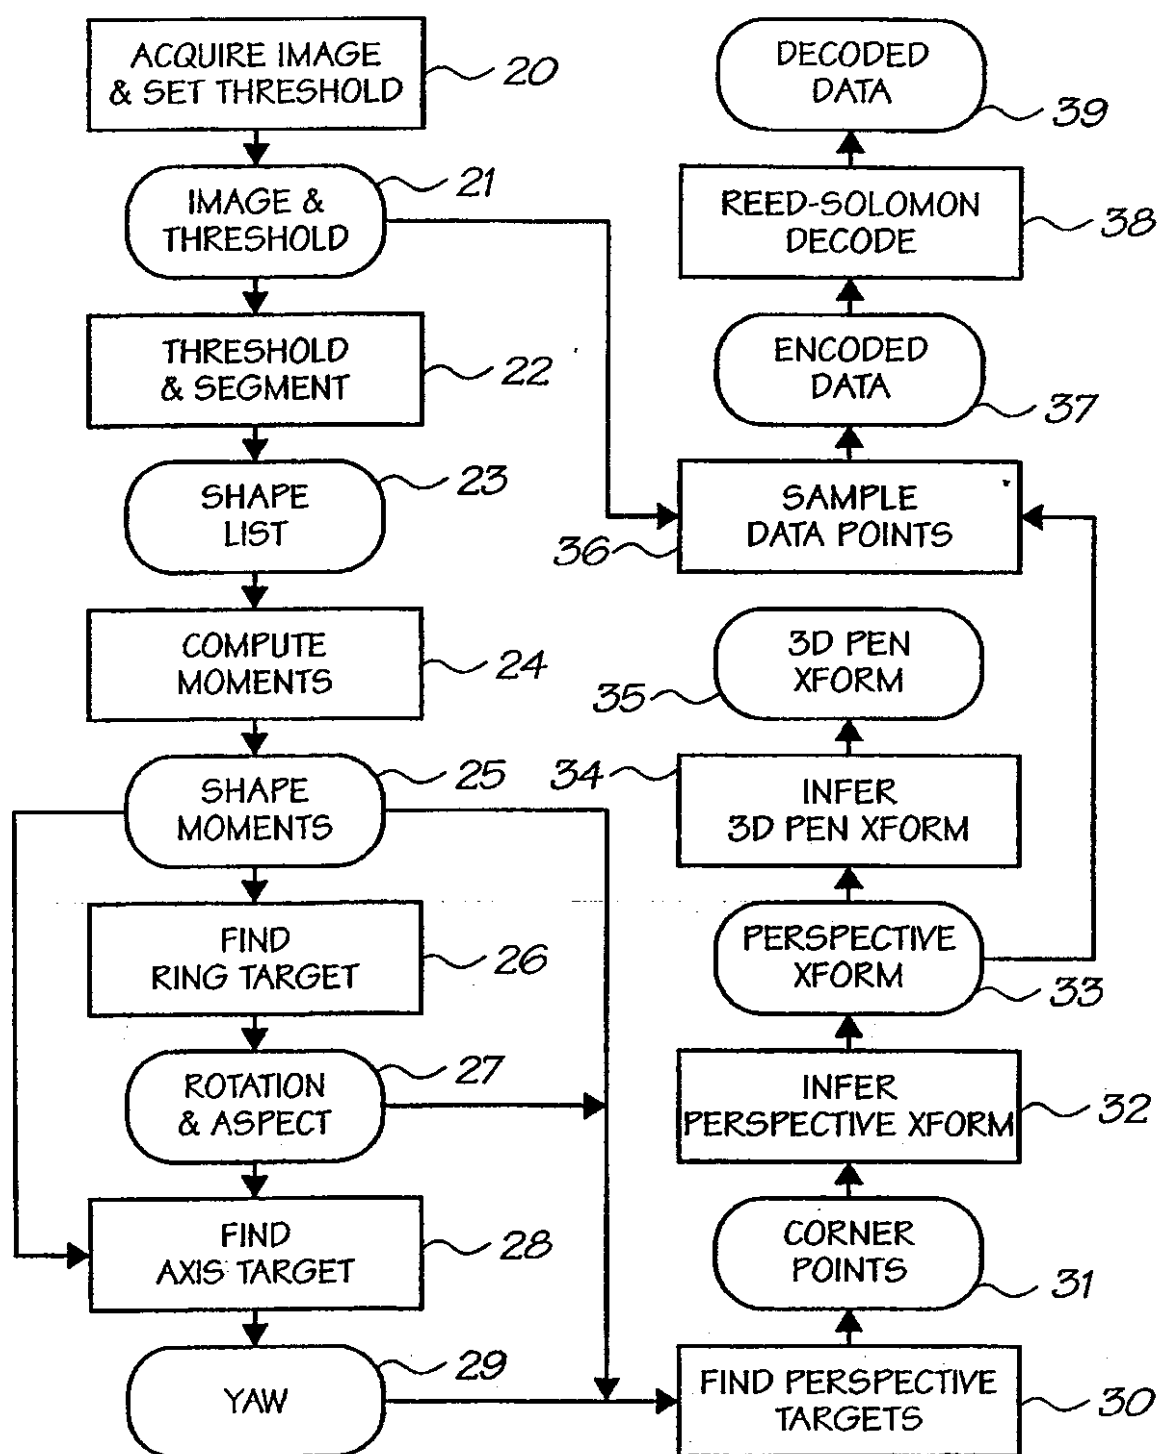 ACQUIRE IMAGE
& SET THRESHOLD
20
IMAGE &
THRESHOLD
21
THRESHOLD
& SEGMENT
22
SHAPE
LIST
23
COMPUTE
MOMENTS
24
SHAPE
MOMENTS
25
FIND
RING TARGET
26
ROTATION
& ASPECT
27
FIND
AXIS TARGET
28
YAW
29
DECODED
DATA
39
REED-SOLOMON
DECODE
38
ENCODED
DATA
37
SAMPLE
DATA POINTS
36
3D PEN
XFORM
35
INFER
3D PEN XFORM
34
PERSPECTIVE
XFORM
33
INFER
PERSPECTIVE XFORM
32
CORNER
POINTS
31
FIND PERSPECTIVE
TARGETS
30